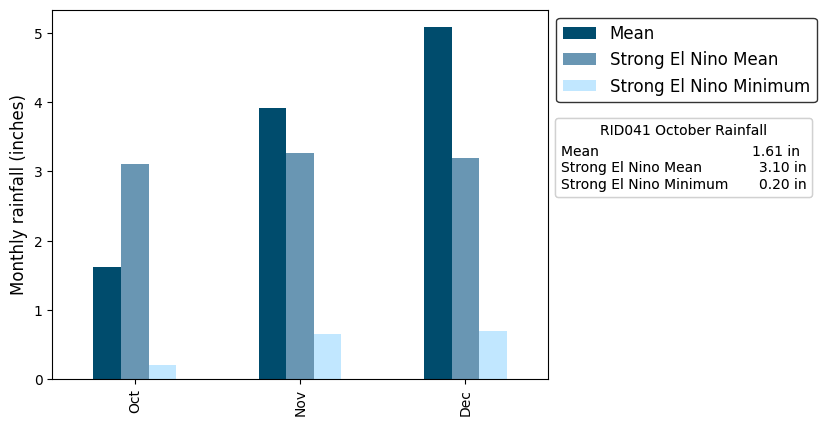 Mean
Strong El Nino Mean
Strong El Nino Minimum
RID041 October Rainfall
Mean 1.61 in
Strong El Nino Mean 3.10 in
Strong El Nino Minimum 0.20 in
Monthly rainfall (inches)
5
4
3
2
1
0
Oct
Nov
Dec